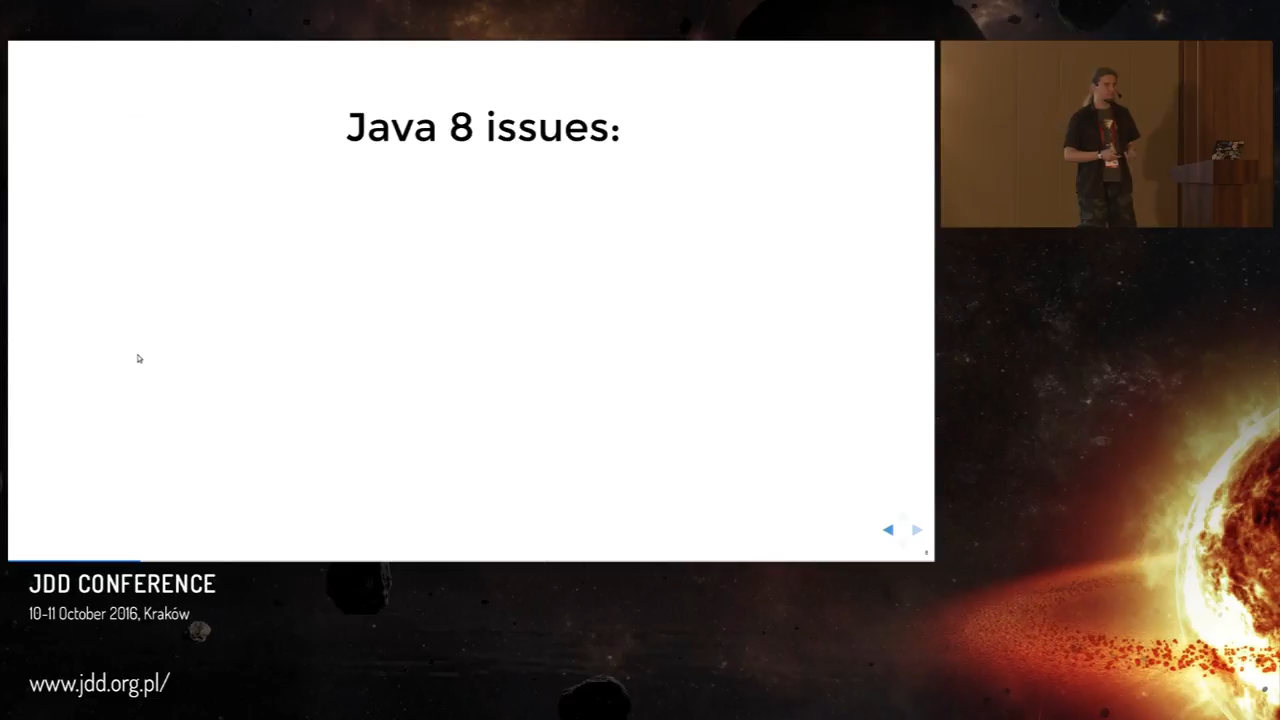 Java 8 issues:
JDD CONFERENCE
10-11 October 2016, Kraków
www.jdd.org.pl/